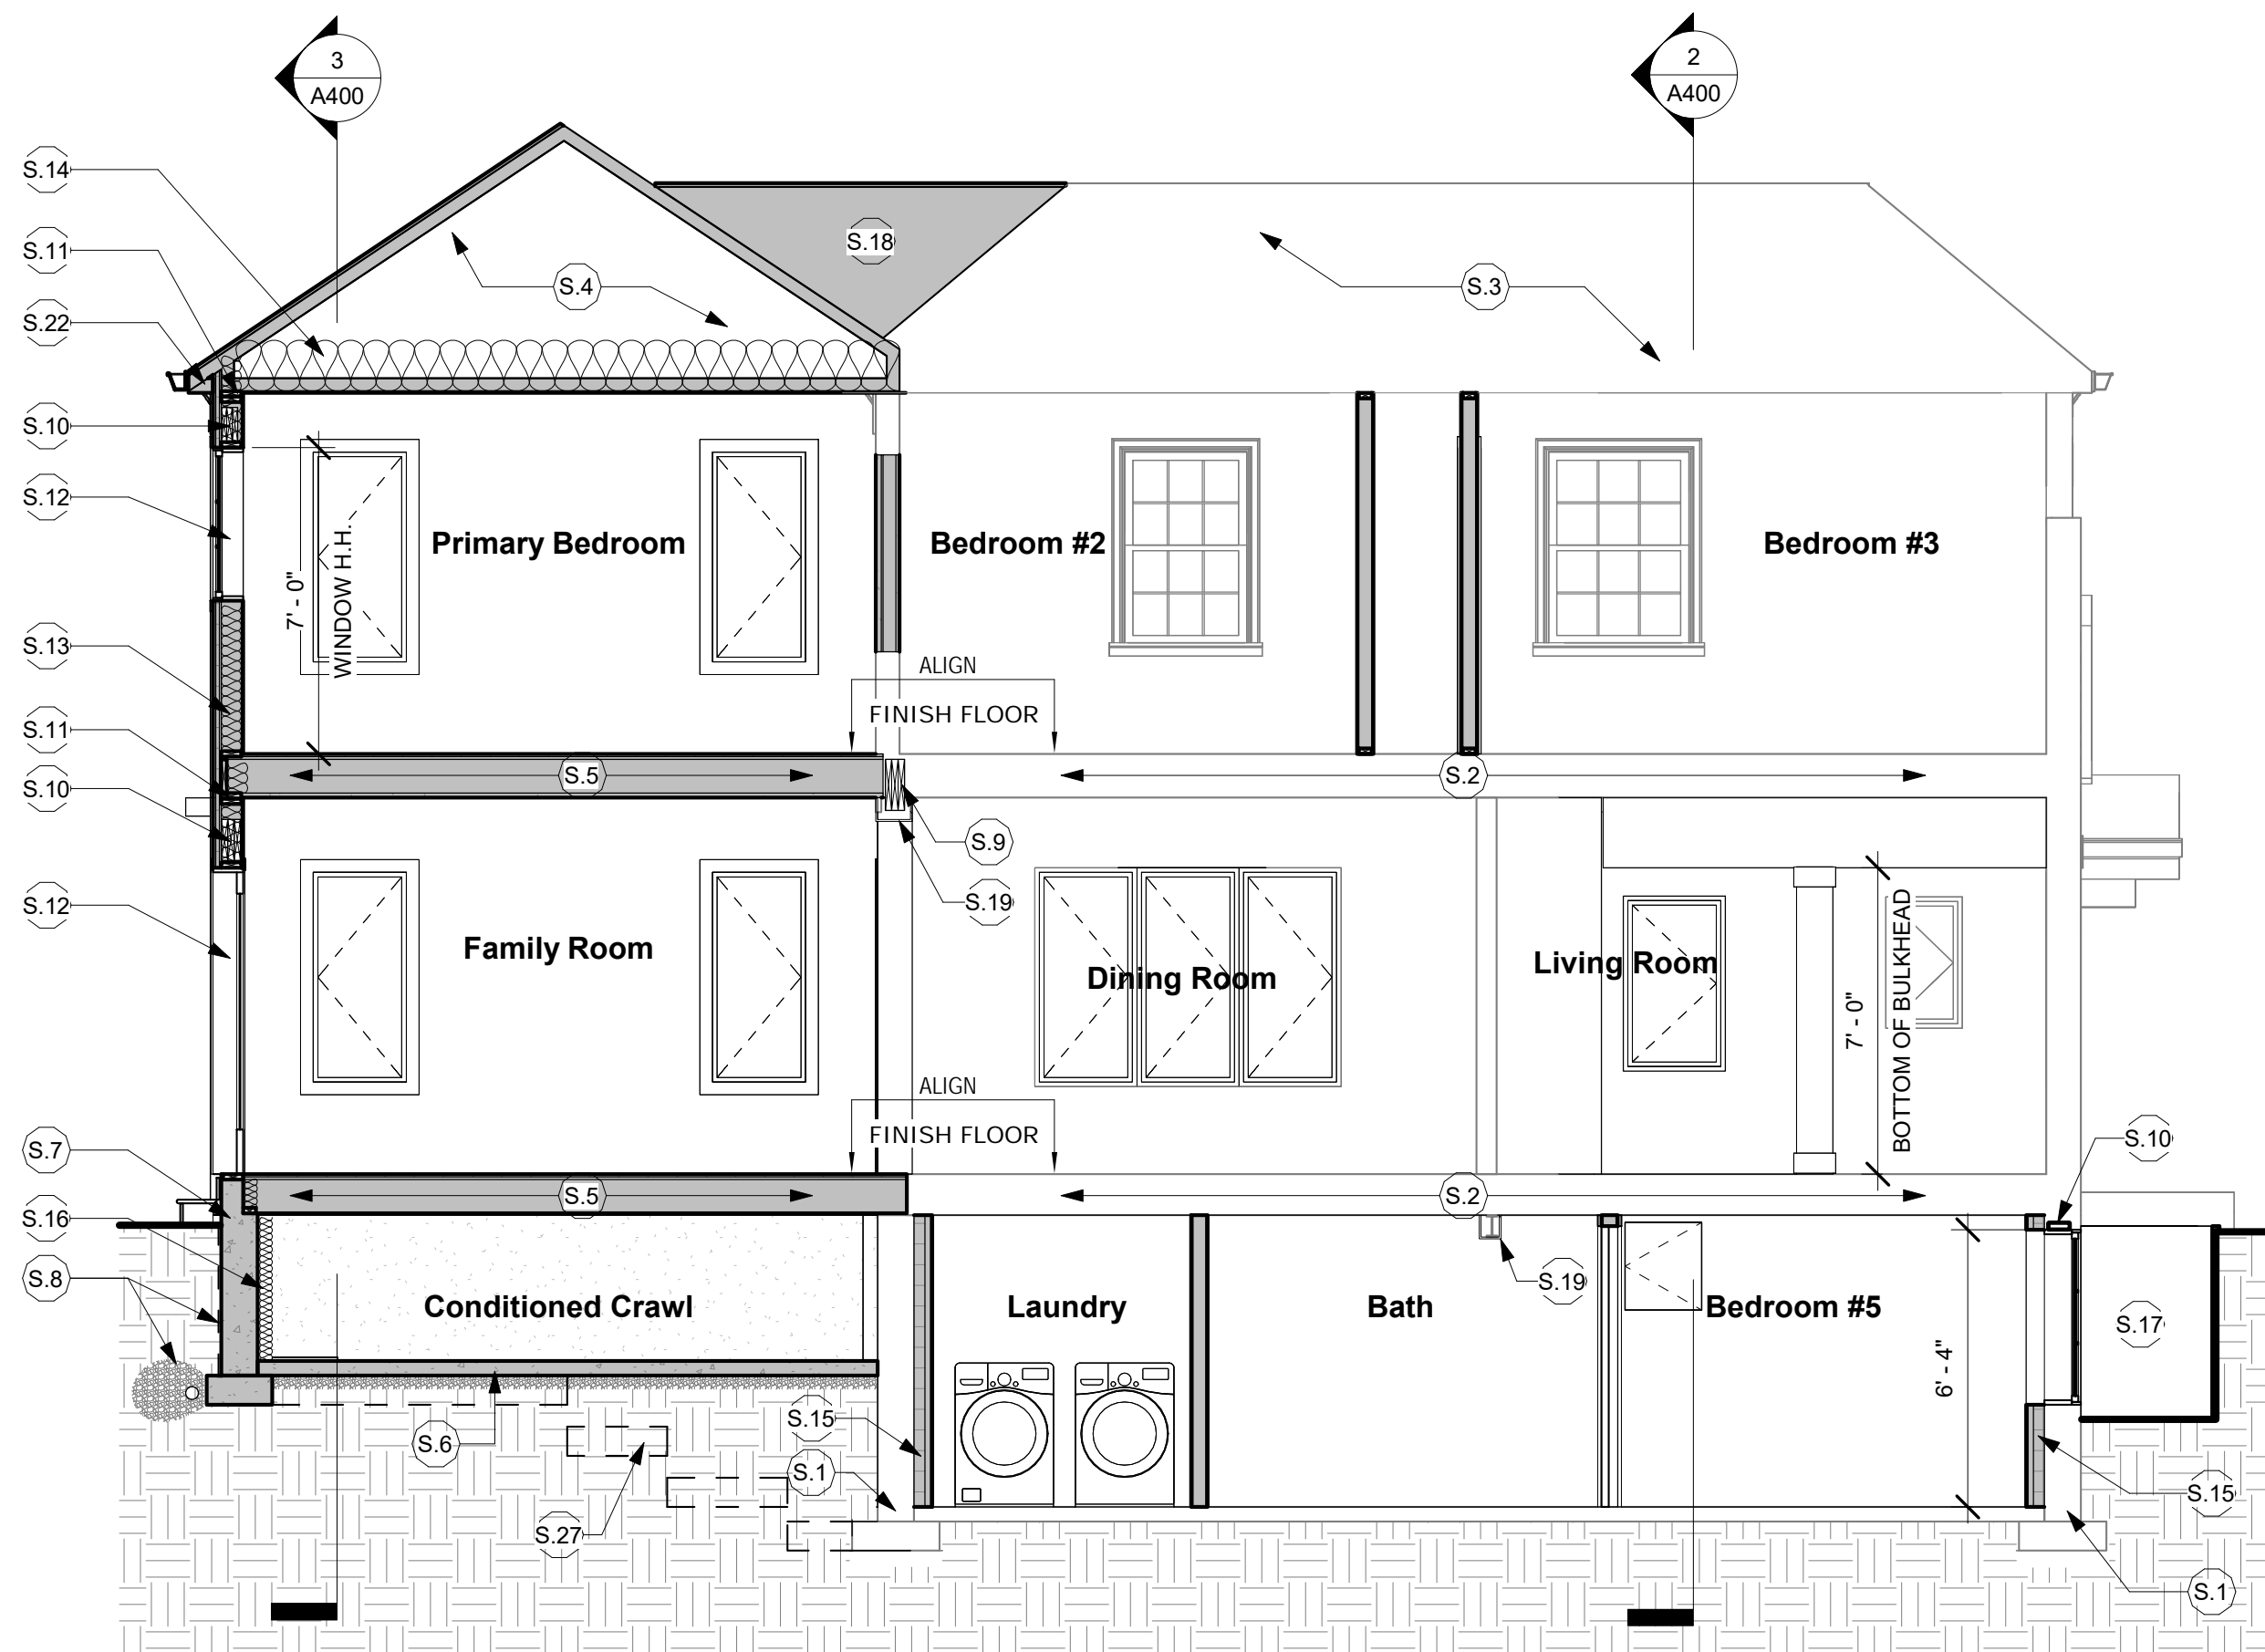 3
A400
2
A400
S.14
S.11
S.22
S.10
S.12
S.13
S.11
S.10
S.12
S.7
S.16
S.8
S.18
S.4
S.3
Primary Bedroom
Bedroom #2
Bedroom #3
7' - 0"
WINDOW H.H.
ALIGN
FINISH FLOOR
S.5
S.2
S.9
S.19
Family Room
Dining Room
Living Room
7' - 0"
BOTTOM OF BULKHEAD
ALIGN
FINISH FLOOR
S.10
S.5
S.2
S.19
Conditioned Crawl
Laundry
Bath
Bedroom #5
S.17
6' - 4"
S.6
S.15
S.1
S.27
S.15
S.1